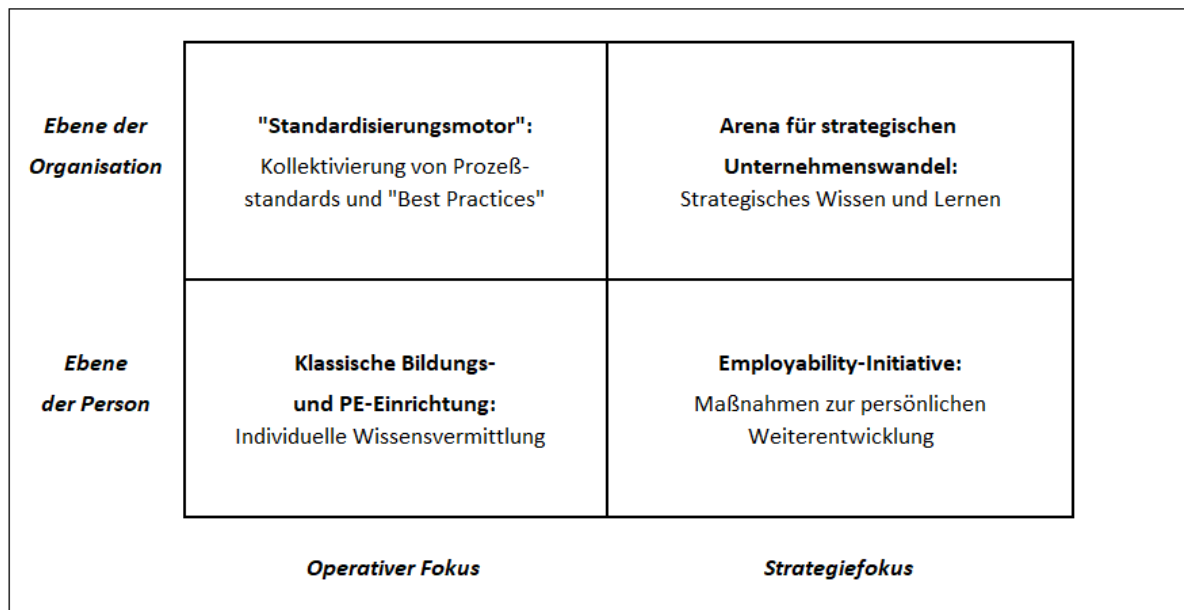 Ebene der
Organisation
"Standardisierungsmotor":
Kollektivierung von Prozeß-
standards und "Best Practices"
Arena für strategischen
Unternehmenswandel:
Strategisches Wissen und Lernen
Ebene
der Person
Klassische Bildungs-
und PE-Einrichtung:
Individuelle Wissensvermittlung
Employability-Initiative:
Maßnahmen zur persönlichen
Weiterentwicklung
Operativer Fokus
Strategiefokus